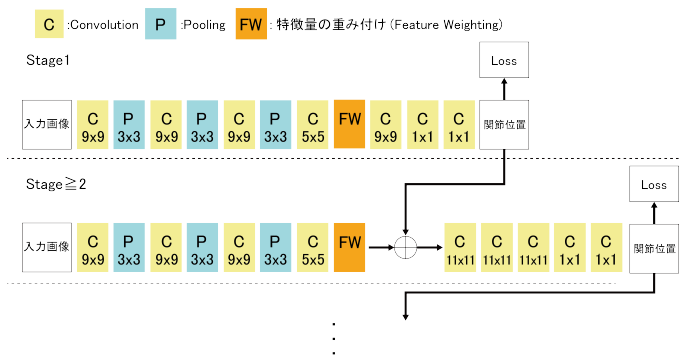 C :Convolution P :Pooling FW : 特徴量の重み付け (Feature Weighting)
Stage1
Loss
入力画像 C 9x9 P 3x3 C 9x9 P 3x3 C 9x9 P 3x3 C 5x5 FW C 9x9 C 1x1 C 1x1 関節位置
Stage≧2
Loss
入力画像 C 9x9 P 3x3 C 9x9 P 3x3 C 9x9 P 3x3 C 5x5 FW C 11x11 C 11x11 C 11x11 C 1x1 C 1x1 関節位置